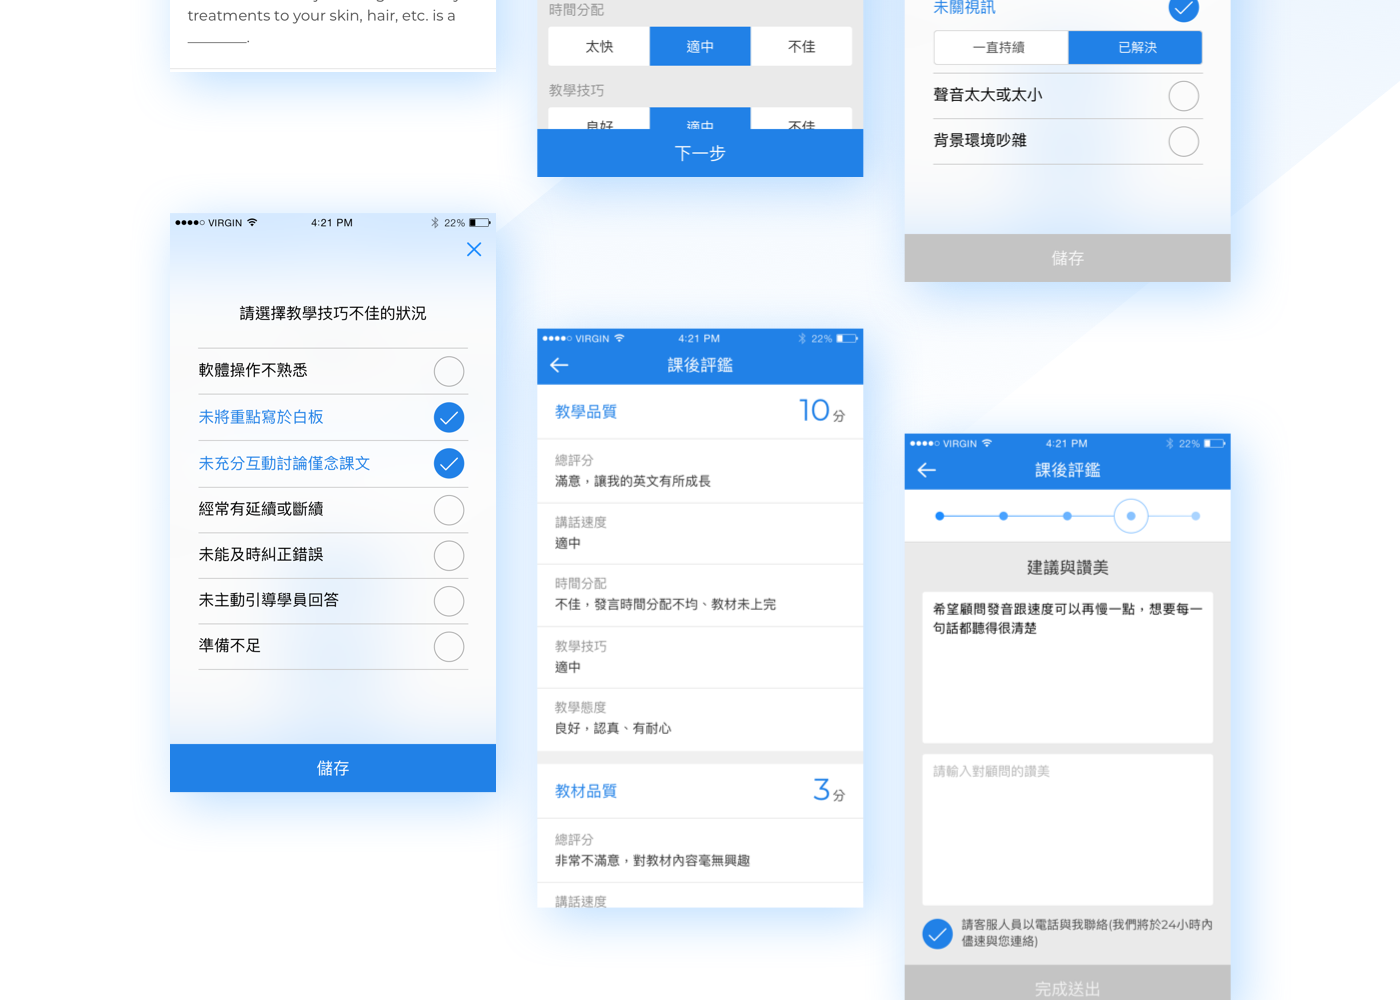 treatments to your skin, hair, etc. is a
________.
●●●●○ VIRGIN 4:21 PM 22%
請選擇教學技巧不佳的狀況
軟體操作不熟悉
未將重點寫於白板
未充分互動討論僅念課文
經常有延續或斷續
未能及時糾正錯誤
未主動引導學員回答
準備不足
儲存
時間分配
太快 適中 不佳
教學技巧
良好 適中 不佳
下一步
●●●●○ VIRGIN 4:21 PM 22%
課後評鑑
教學品質 10分
總評分
滿意，讓我的英文有所成長
講話速度
適中
時間分配
不佳，發言時間分配不均、教材未上完
教學技巧
適中
教學態度
良好，認真、有耐心
教材品質 3分
總評分
非常不滿意，對教材內容毫無興趣
講話速度
未關視訊
一直持續 已解決
聲音太大或太小
背景環境吵雜
儲存
●●●●○ VIRGIN 4:21 PM 22%
課後評鑑
建議與讚美
希望顧問發音跟速度可以再慢一點，想要每一
句話都聽得很清楚
請輸入對顧問的讚美
請客服人員以電話與我聯絡(我們將於24小時內
儘速與您連絡)
完成送出